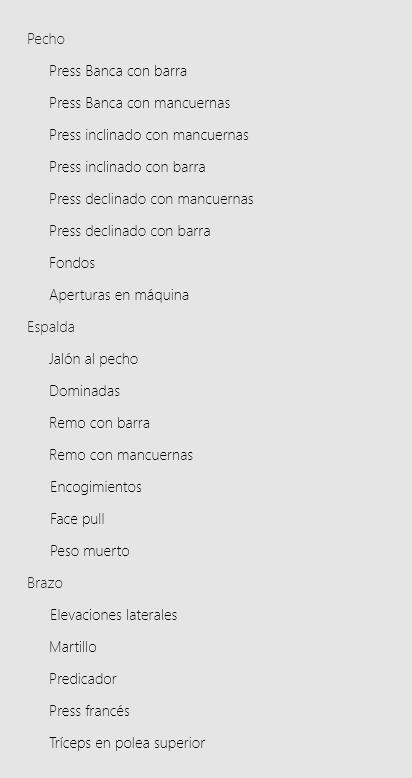 Pecho
Press Banca con barra
Press Banca con mancuernas
Press inclinado con mancuernas
Press inclinado con barra
Press declinado con mancuernas
Press declinado con barra
Fondos
Aperturas en máquina
Espalda
Jalón al pecho
Dominadas
Remo con barra
Remo con mancuernas
Encogimientos
Face pull
Peso muerto
Brazo
Elevaciones laterales
Martillo
Predicador
Press francés
Tríceps en polea superior